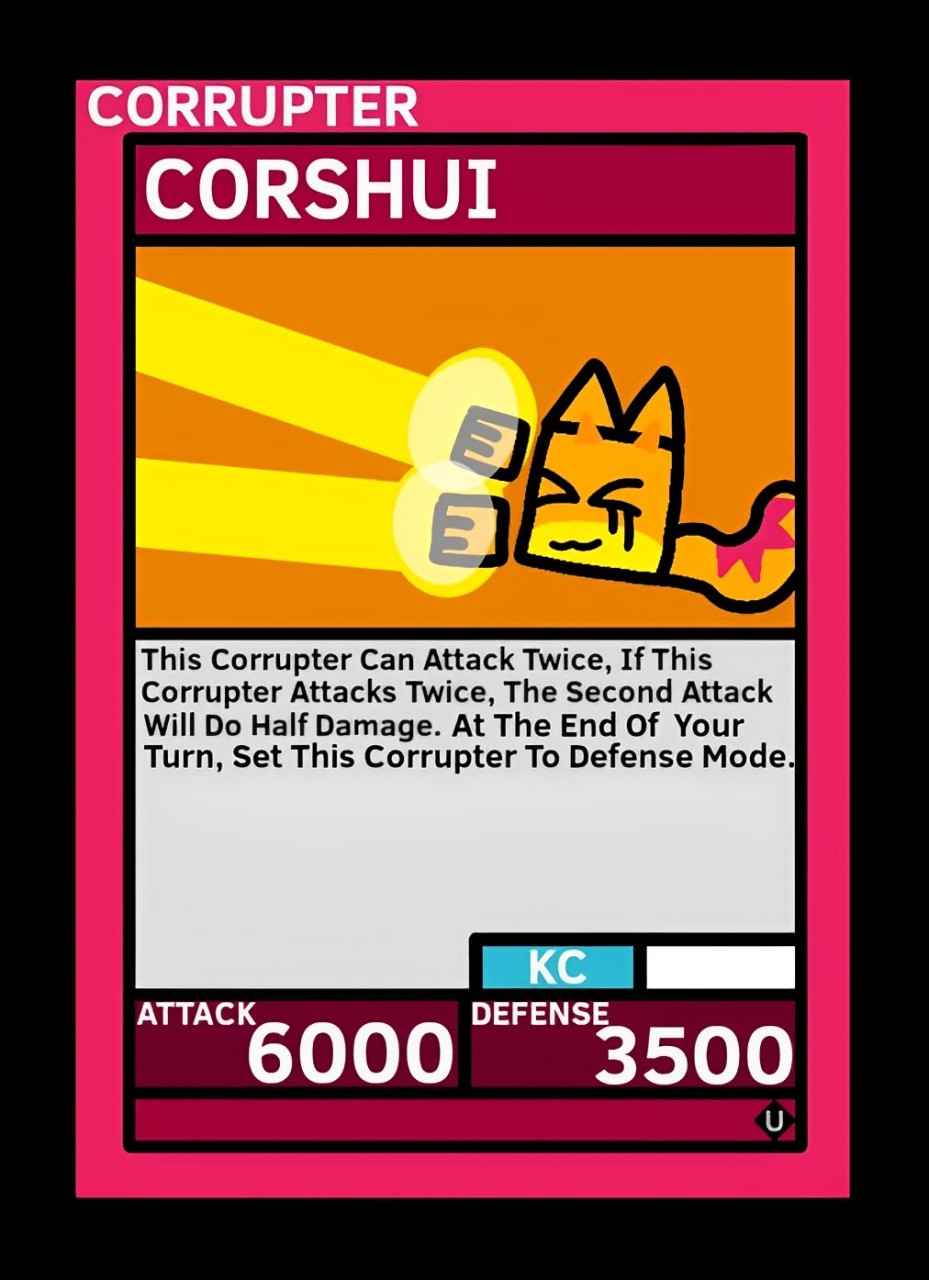 CORRUPTER
CORSHUI
This Corrupter Can Attack Twice, If This
Corrupter Attacks Twice, The Second Attack
Will Do Half Damage. At The End Of Your
Turn, Set This Corrupter To Defense Mode.
KC
ATTACK
6000
DEFENSE
3500
U